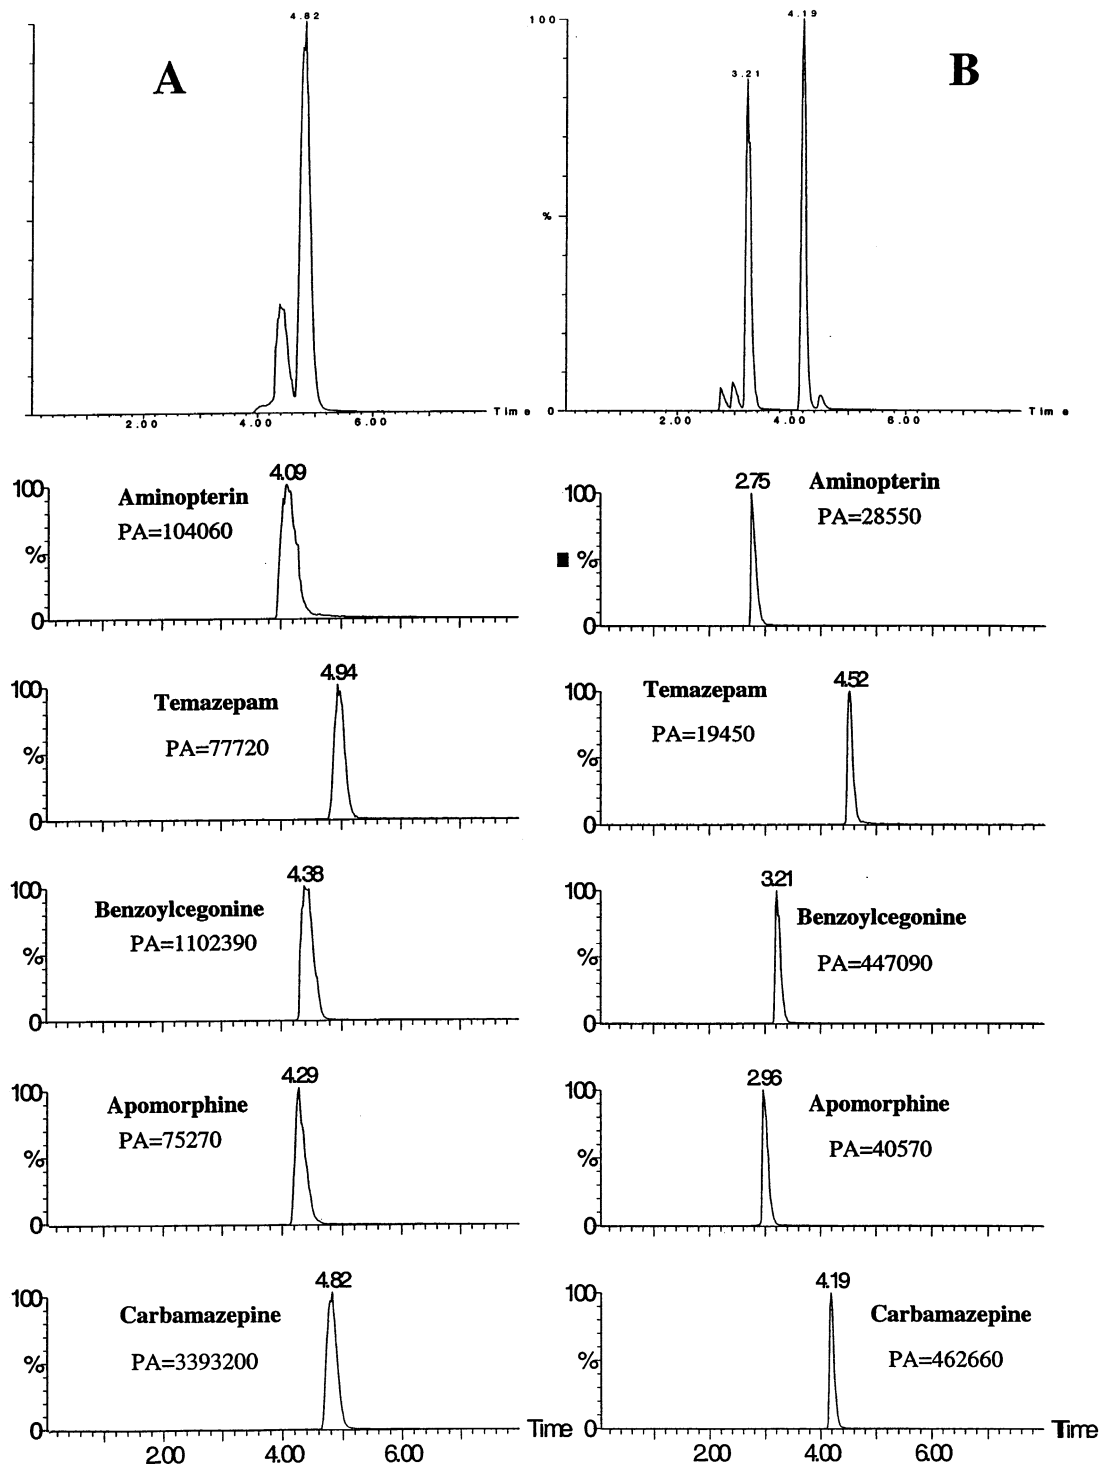 4.82
A
Time
2.00
4.00
6.00
4.19
100
3.21
B
%
0
Time
2.00
4.00
6.00
4.09
100
Aminopterin
PA=104060
%
0
2.75
100
Aminopterin
PA=28550
%
0
4.94
100
Temazepam
PA=77720
%
0
4.52
100
Temazepam
PA=19450
%
0
4.38
100
Benzoylcegonine
PA=1102390
%
0
3.21
100
Benzoylcegonine
PA=447090
%
0
4.29
100
Apomorphine
PA=75270
%
0
2.96
100
Apomorphine
PA=40570
%
0
4.82
100
Carbamazepine
PA=3393200
%
0
Time
2.00
4.00
6.00
4.19
100
Carbamazepine
PA=462660
%
0
Time
2.00
4.00
6.00